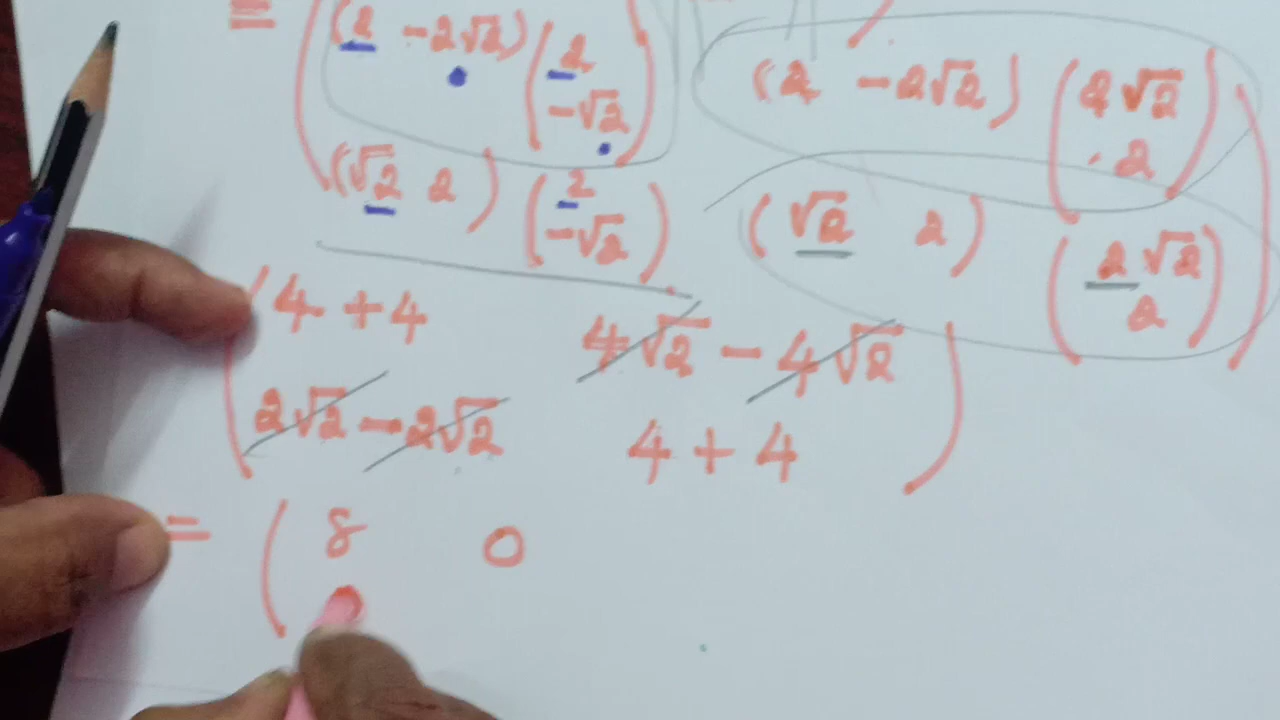 = ( (2 -2√2) ( 2 -√2 ) (2 -2√2) ( 2√2 2 )
(√2 2) ( 2 -√2 ) (√2 2) ( 2√2 2 ) )
( 4 + 4 4√2 - 4√2
2√2 - 2√2 4 + 4 )
= ( 8 0